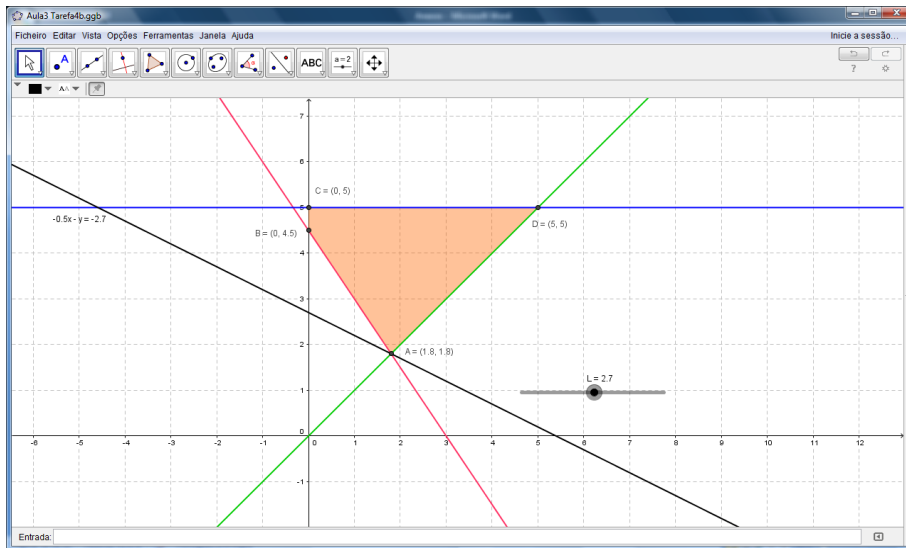 Aula3 Tarefa4b.ggb
Ficheiro Editar Vista Opções Ferramentas Janela Ajuda
Inicie a sessão...
ABC
a = 2
?
AA
7
6
C = (0, 5)
5
-0.5x - y = -2.7
B = (0, 4.5)
D = (5, 5)
4
3
2
A = (1.8, 1.8)
L = 2.7
1
0
-6 -5 -4 -3 -2 -1 0 1 2 3 4 5 6 7 8 9 10 11 12
-1
Entrada: